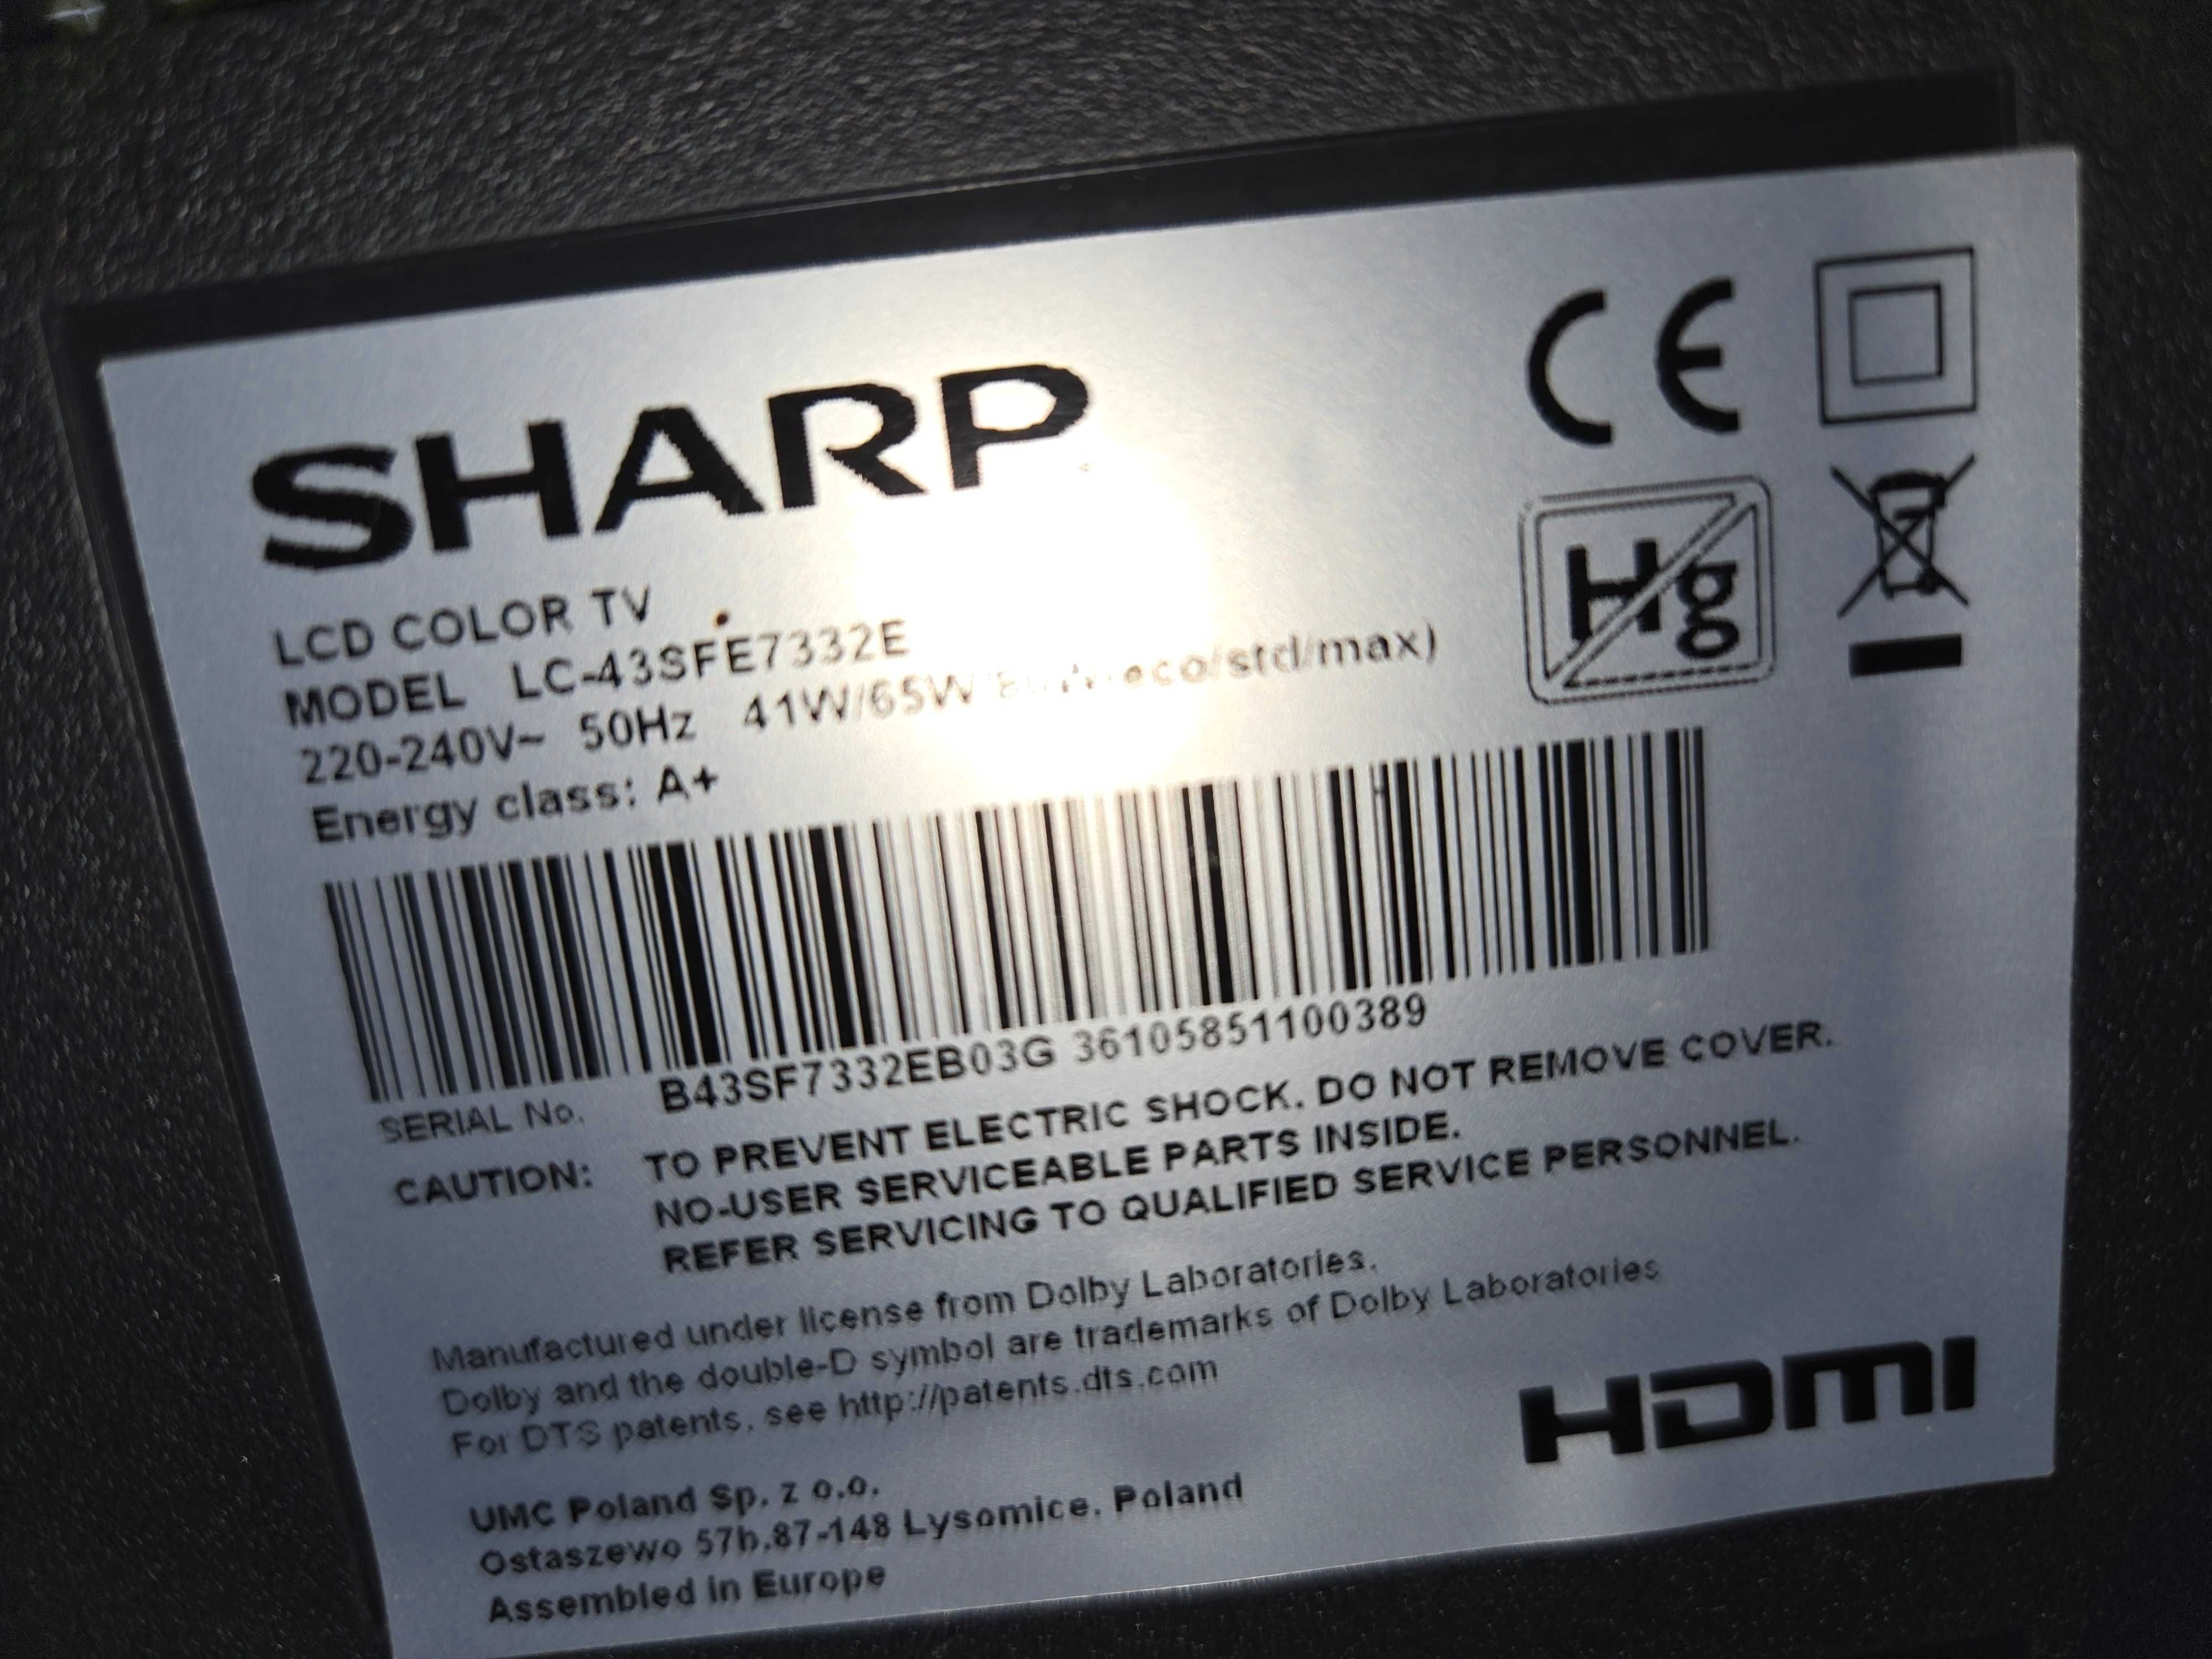 SHARP
CE
Hg
LCD COLOR TV
MODEL LC-43SFE7332E
220-240V~ 50Hz 41W/65W eco/std/max)
Energy class: A+
B43SF7332EB03G 36105851100389
SERIAL No.
CAUTION: TO PREVENT ELECTRIC SHOCK. DO NOT REMOVE COVER.
NO-USER SERVICEABLE PARTS INSIDE.
REFER SERVICING TO QUALIFIED SERVICE PERSONNEL.
Manufactured under license from Dolby Laboratories.
Dolby and the double-D symbol are trademarks of Dolby Laboratories
For DTS patents, see http://patents.dts.com
HDMI
UMC Poland Sp. z o.o.
Ostaszewo 57b,87-148 Lysomice, Poland
Assembled in Europe